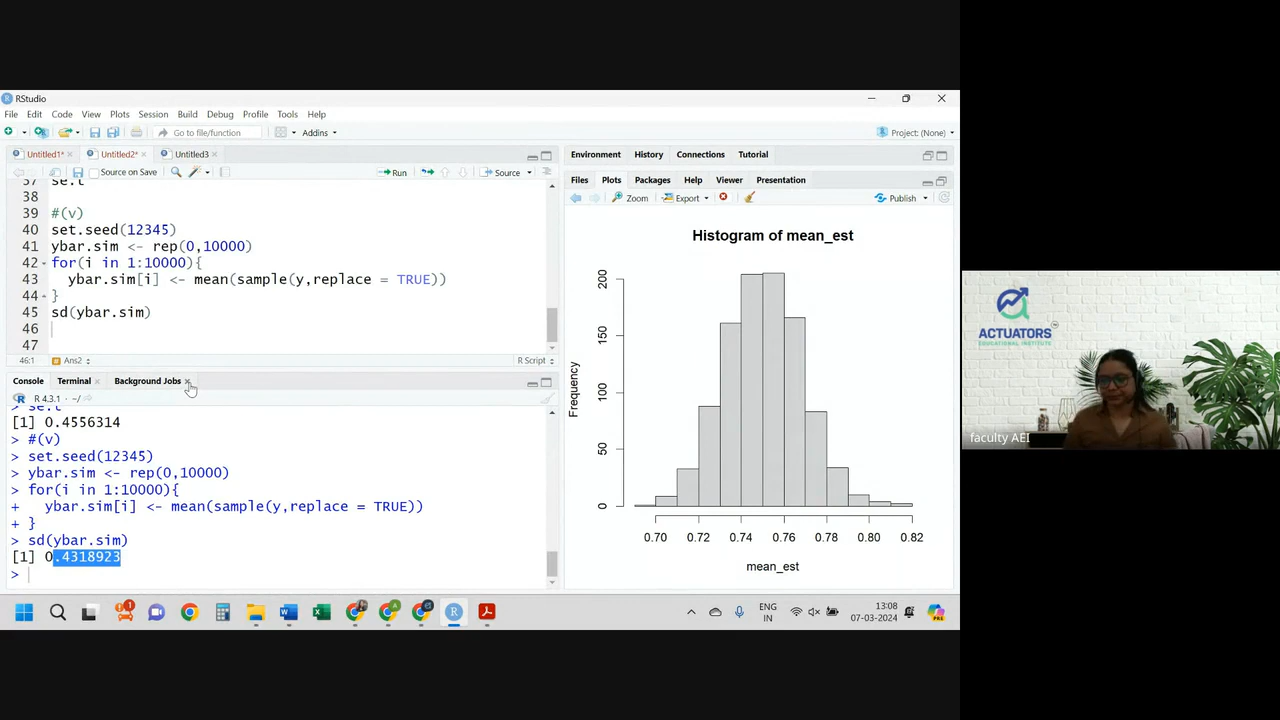 RStudio
File Edit Code View Plots Session Build Debug Profile Tools Help
Go to file/function Addins Project: (None)
Untitled1* Untitled2* Untitled3
Source on Save Run Source
37 se.t
38
39 #(v)
40 set.seed(12345)
41 ybar.sim <- rep(0,10000)
42 for(i in 1:10000){
43 ybar.sim[i] <- mean(sample(y,replace = TRUE))
44 }
45 sd(ybar.sim)
46
47
46:1 Ans2 R Script
Console Terminal Background Jobs
R 4.3.1 · ~/
> se.t
[1] 0.4556314
> #(v)
> set.seed(12345)
> ybar.sim <- rep(0,10000)
> for(i in 1:10000){
+ ybar.sim[i] <- mean(sample(y,replace = TRUE))
+ }
> sd(ybar.sim)
[1] 0.4318923
>
Environment History Connections Tutorial
Files Plots Packages Help Viewer Presentation
Zoom Export Publish
Histogram of mean_est
Frequency
200
150
100
50
0
0.70 0.72 0.74 0.76 0.78 0.80 0.82
mean_est
ENG
IN
13:08
07-03-2024
ACTUATORS
EDUCATIONAL INSTITUTE
faculty AEI